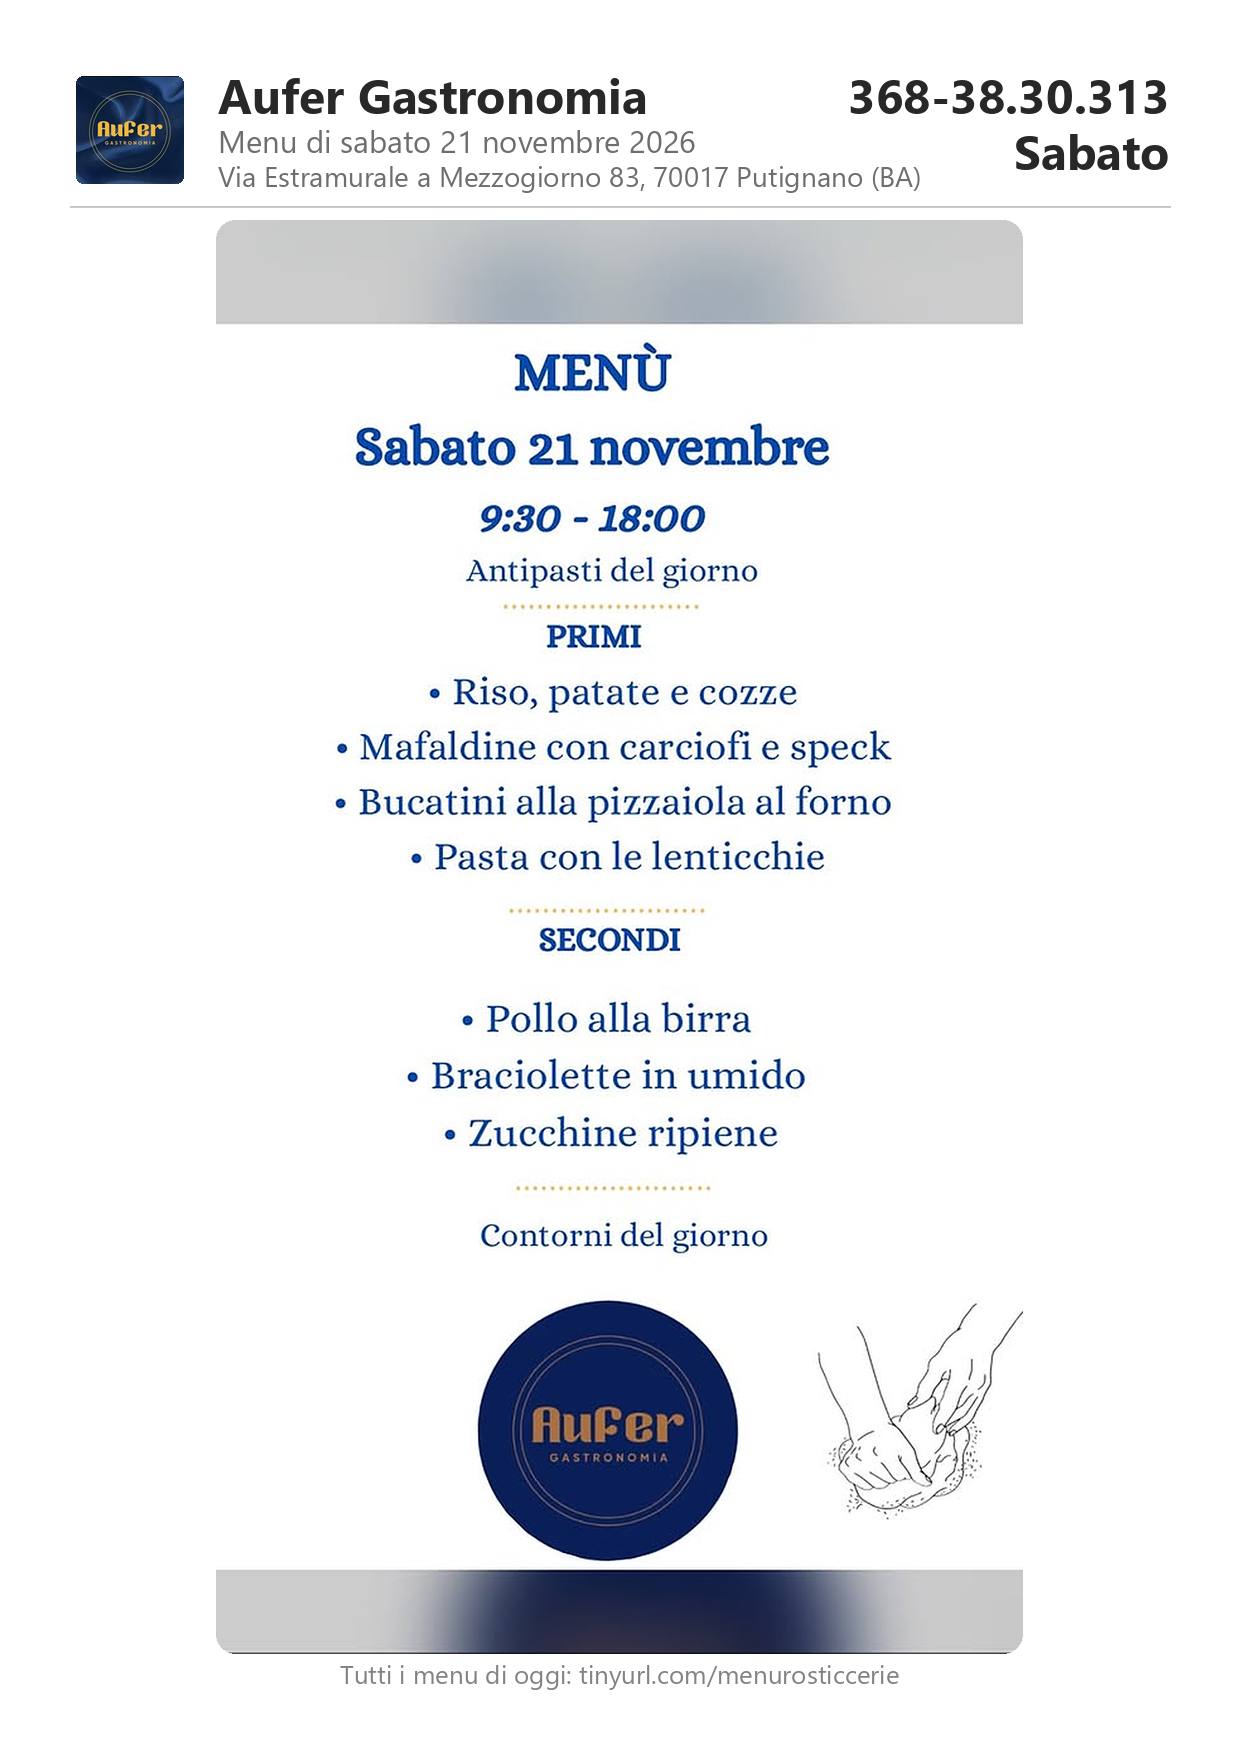 Aufer
GASTRONOMIA
Aufer Gastronomia
Menu di sabato 21 novembre 2026
Via Estramurale a Mezzogiorno 83, 70017 Putignano (BA)
368-38.30.313
Sabato
MENÙ
Sabato 21 novembre
9:30 - 18:00
Antipasti del giorno
PRIMI
• Riso, patate e cozze
• Mafaldine con carciofi e speck
• Bucatini alla pizzaiola al forno
• Pasta con le lenticchie
SECONDI
• Pollo alla birra
• Braciolette in umido
• Zucchine ripiene
Contorni del giorno
Aufer
GASTRONOMIA
Tutti i menu di oggi: tinyurl.com/menurosticcerie